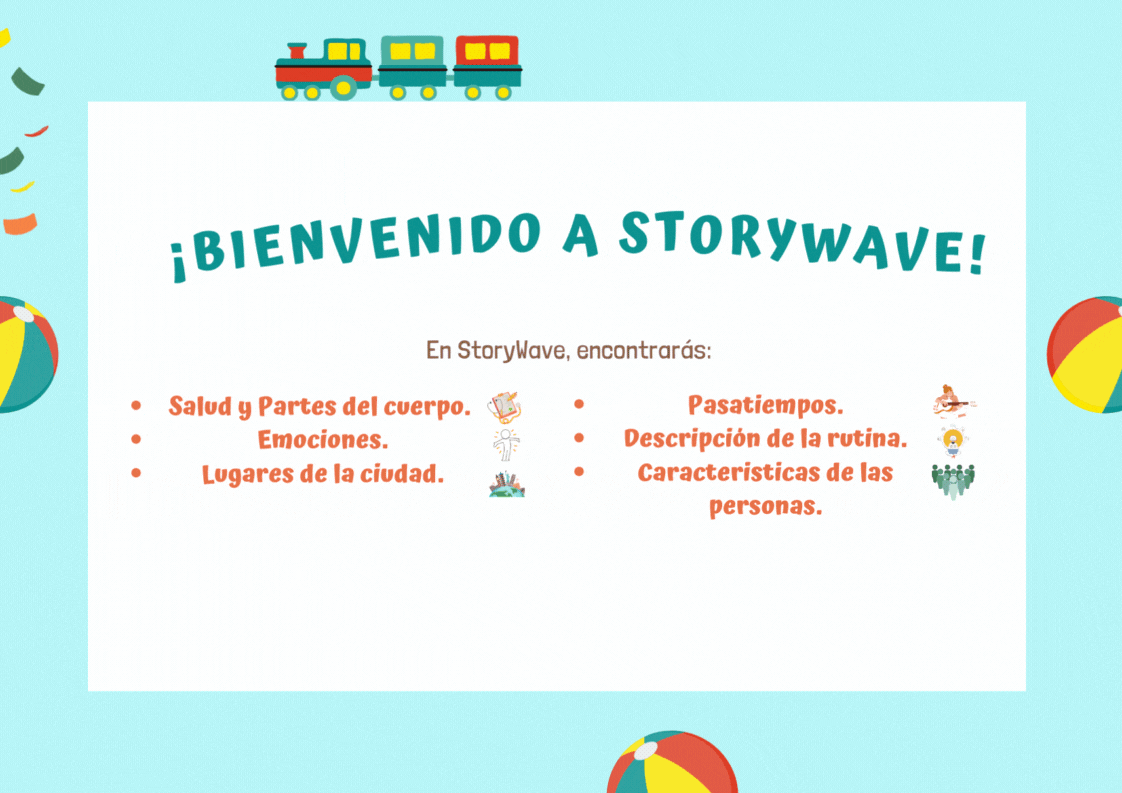 ¡BIENVENIDO A STORYWAVE!
En StoryWave, encontrarás:
• Salud y Partes del cuerpo.
• Emociones.
• Lugares de la ciudad.
• Pasatiempos.
• Descripción de la rutina.
• Caracteristicas de las
personas.